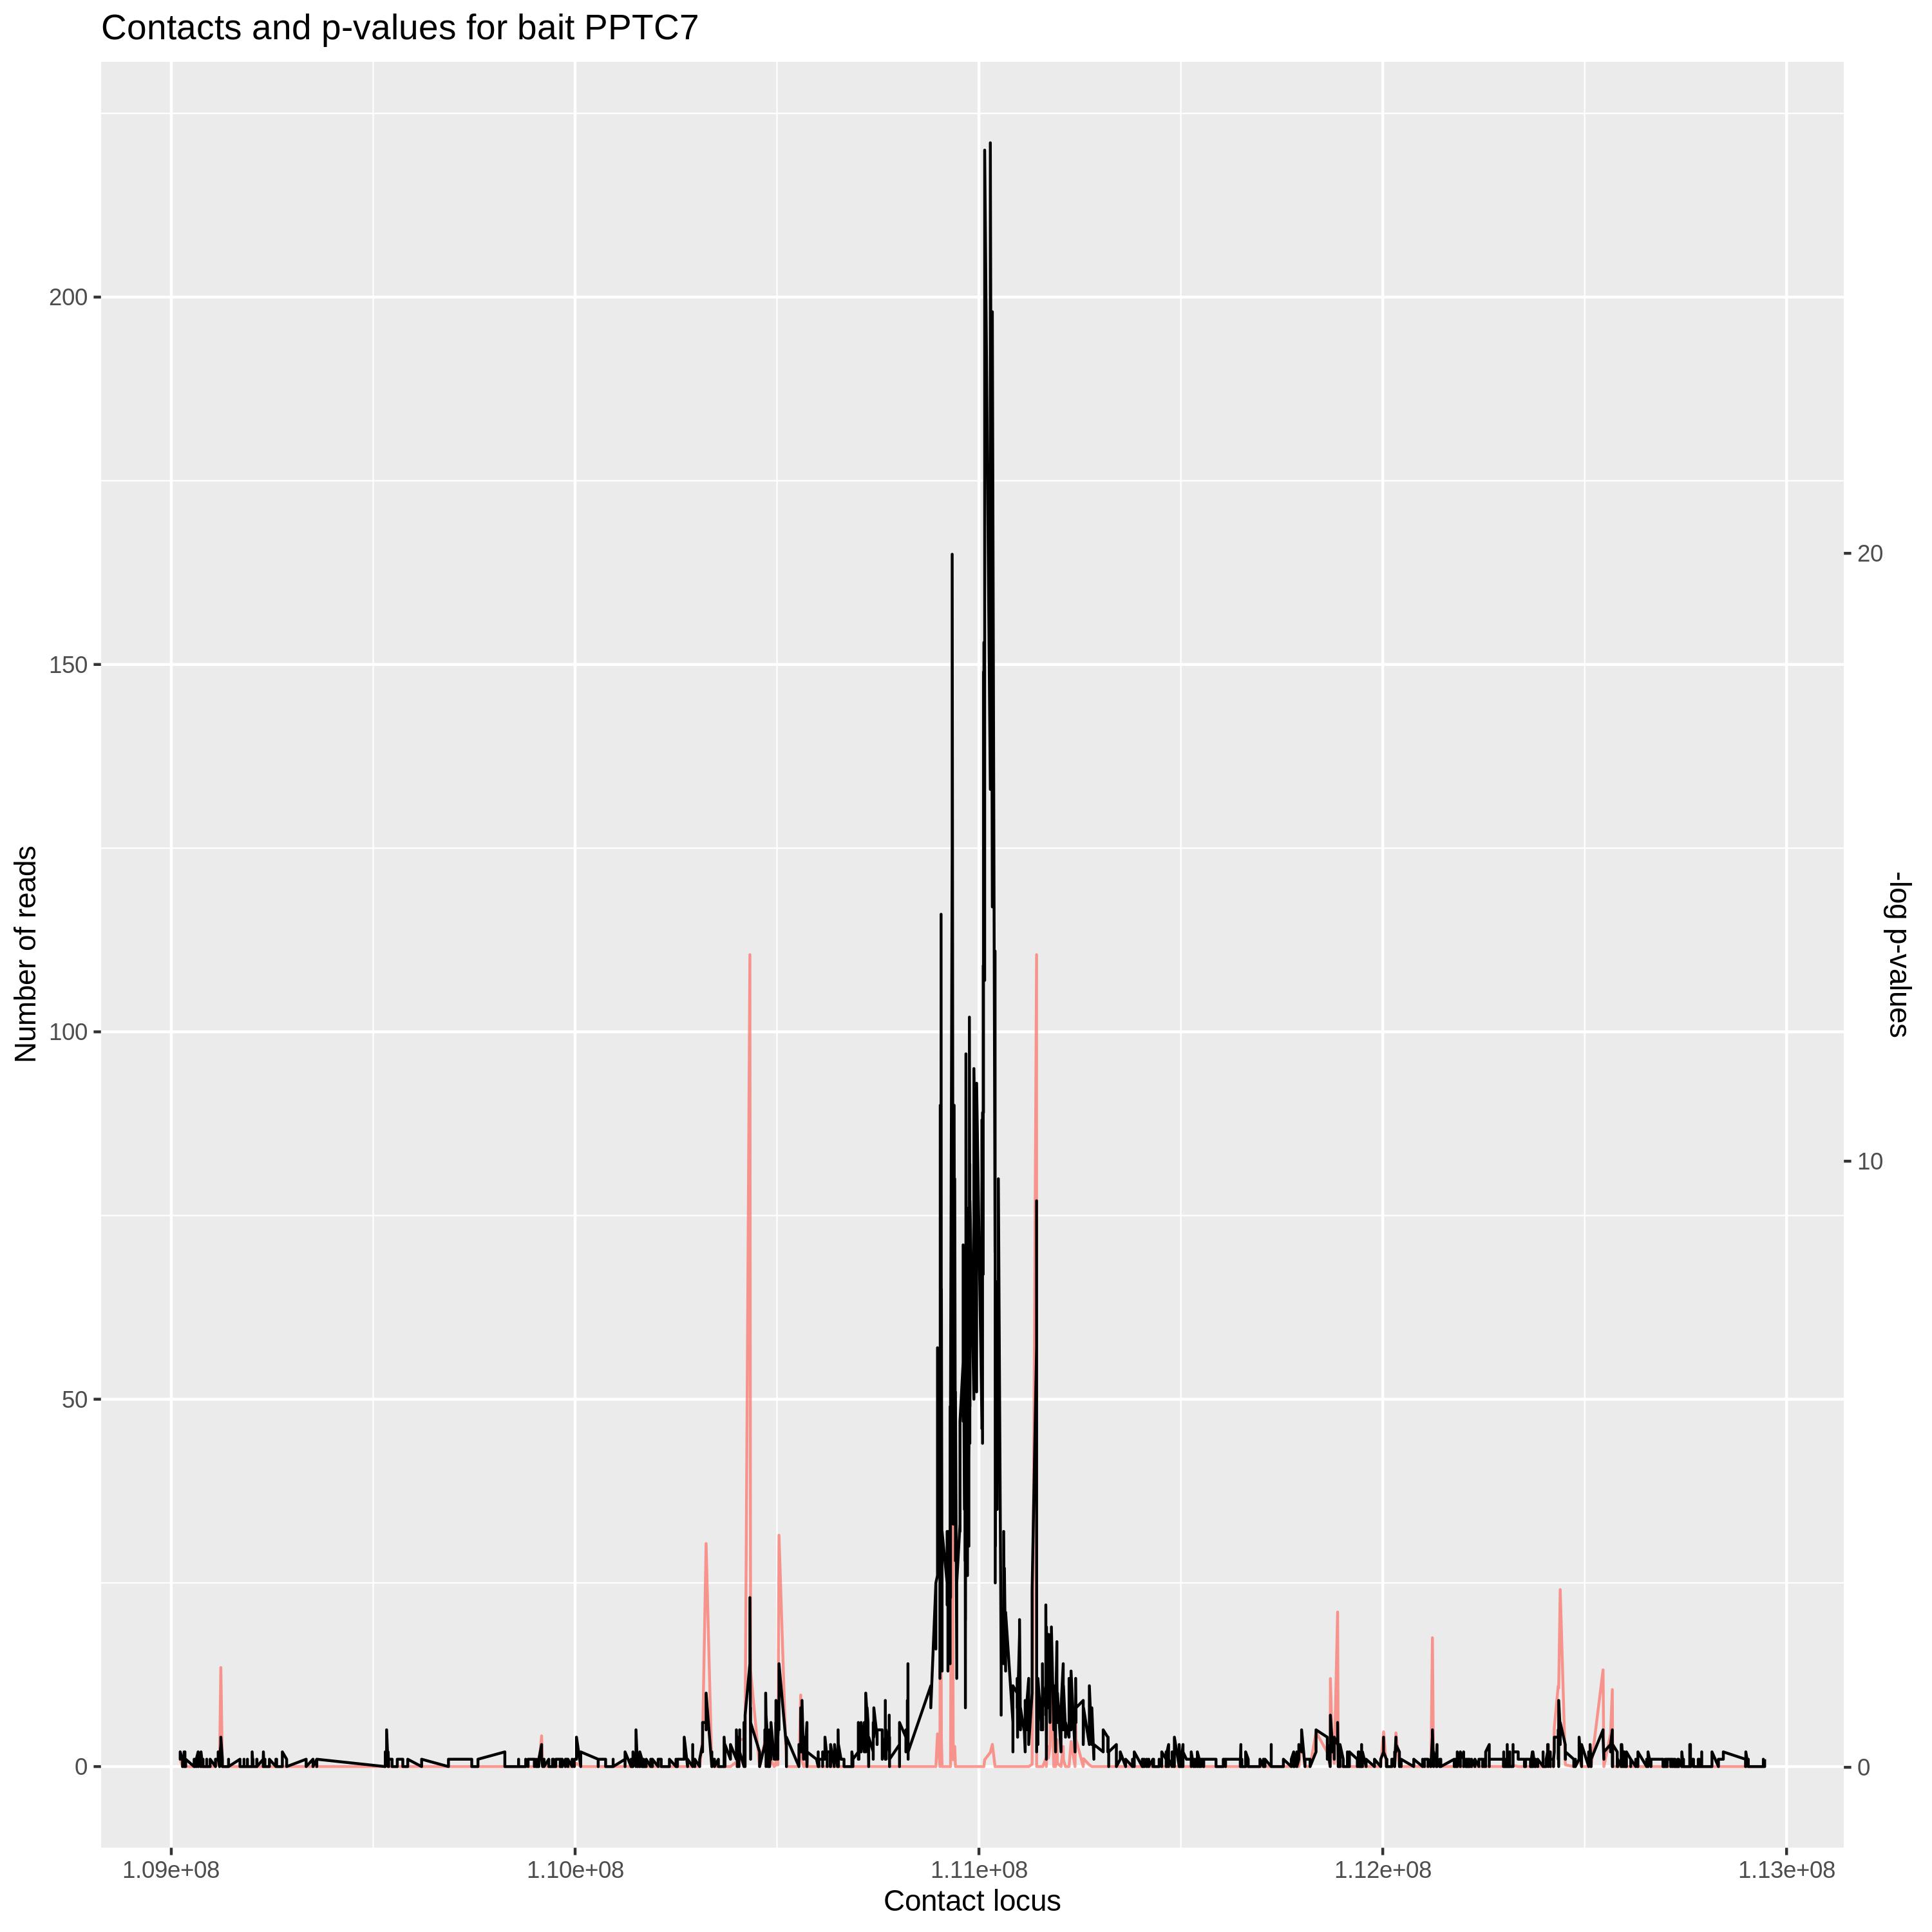 Contacts and p-values for bait PPTC7
200
150
100
50
0
Number of reads
20
10
0
-log p-values
1.09e+08
1.10e+08
1.11e+08
1.12e+08
1.13e+08
Contact locus